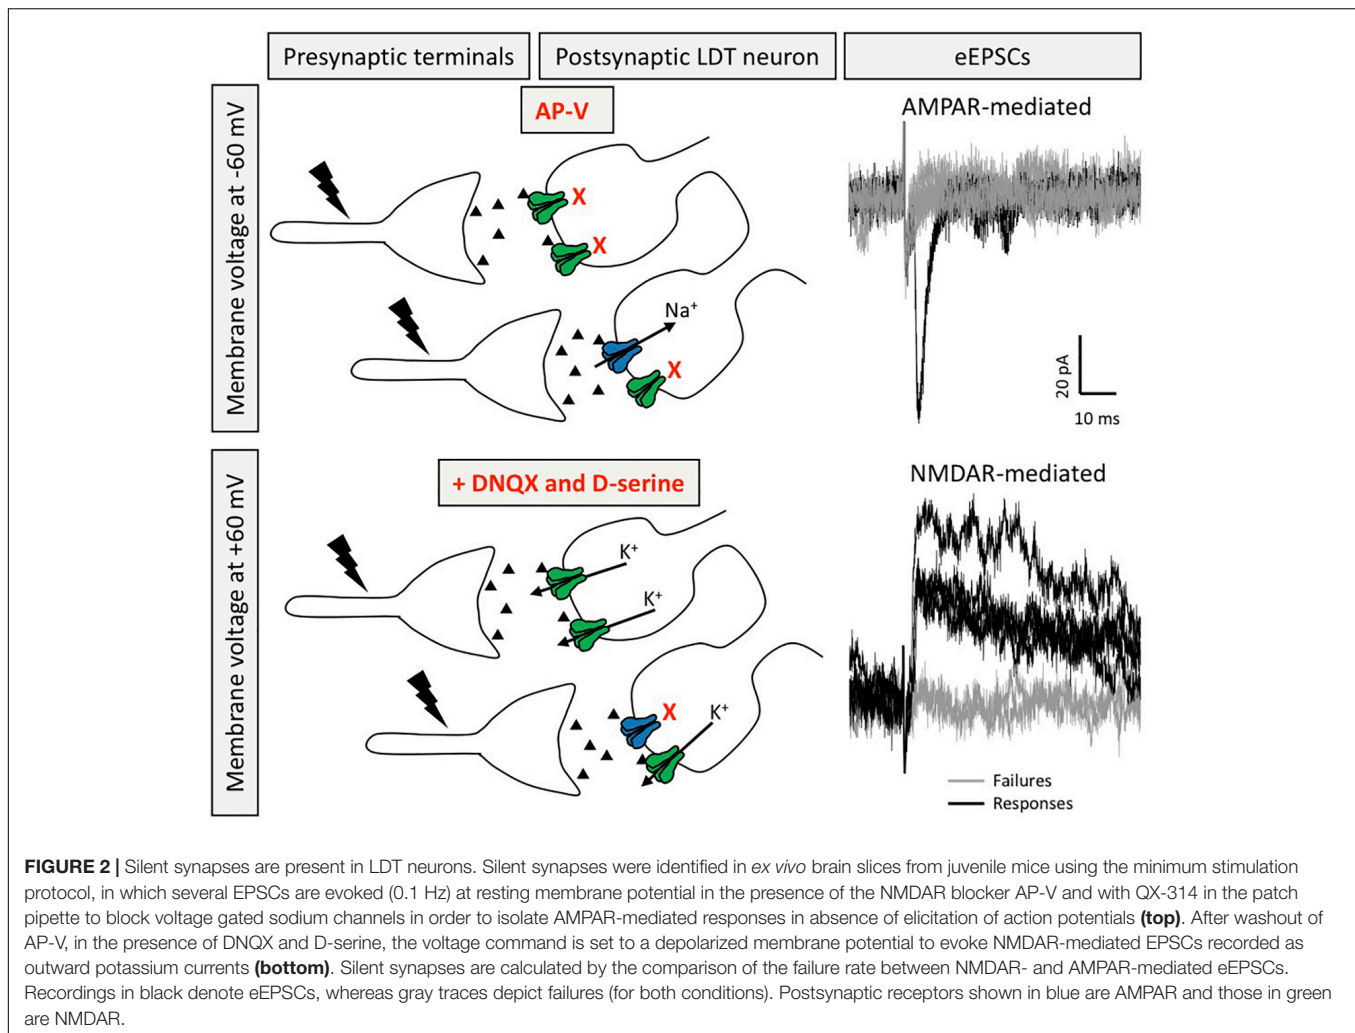 Presynaptic terminals
Postsynaptic LDT neuron
eEPSCs
Membrane voltage at -60 mV
AP-V
X
X
Na⁺
X
AMPAR-mediated
20 pA
10 ms
Membrane voltage at +60 mV
+ DNQX and D-serine
K⁺
K⁺
X
K⁺
NMDAR-mediated
Failures
Responses
FIGURE 2 | Silent synapses are present in LDT neurons. Silent synapses were identified in ex vivo brain slices from juvenile mice using the minimum stimulation
protocol, in which several EPSCs are evoked (0.1 Hz) at resting membrane potential in the presence of the NMDAR blocker AP-V and with QX-314 in the patch
pipette to block voltage gated sodium channels in order to isolate AMPAR-mediated responses in absence of elicitation of action potentials (top). After washout of
AP-V, in the presence of DNQX and D-serine, the voltage command is set to a depolarized membrane potential to evoke NMDAR-mediated EPSCs recorded as
outward potassium currents (bottom). Silent synapses are calculated by the comparison of the failure rate between NMDAR- and AMPAR-mediated eEPSCs.
Recordings in black denote eEPSCs, whereas gray traces depict failures (for both conditions). Postsynaptic receptors shown in blue are AMPAR and those in green
are NMDAR.